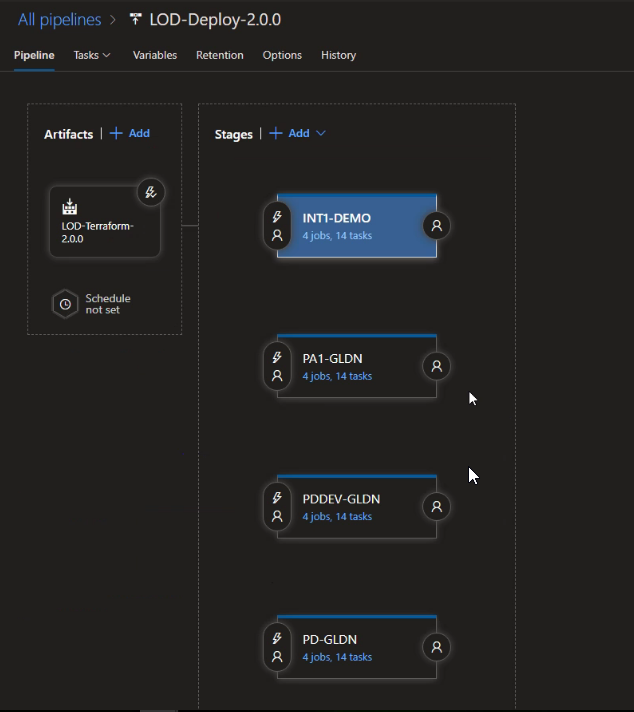 All pipelines > LOD-Deploy-2.0.0
Pipeline Tasks Variables Retention Options History
Artifacts | + Add
Stages | + Add
LOD-Terraform-
2.0.0
Schedule
not set
INT1-DEMO
4 jobs, 14 tasks
PA1-GLDN
4 jobs, 14 tasks
PDDEV-GLDN
4 jobs, 14 tasks
PD-GLDN
4 jobs, 14 tasks